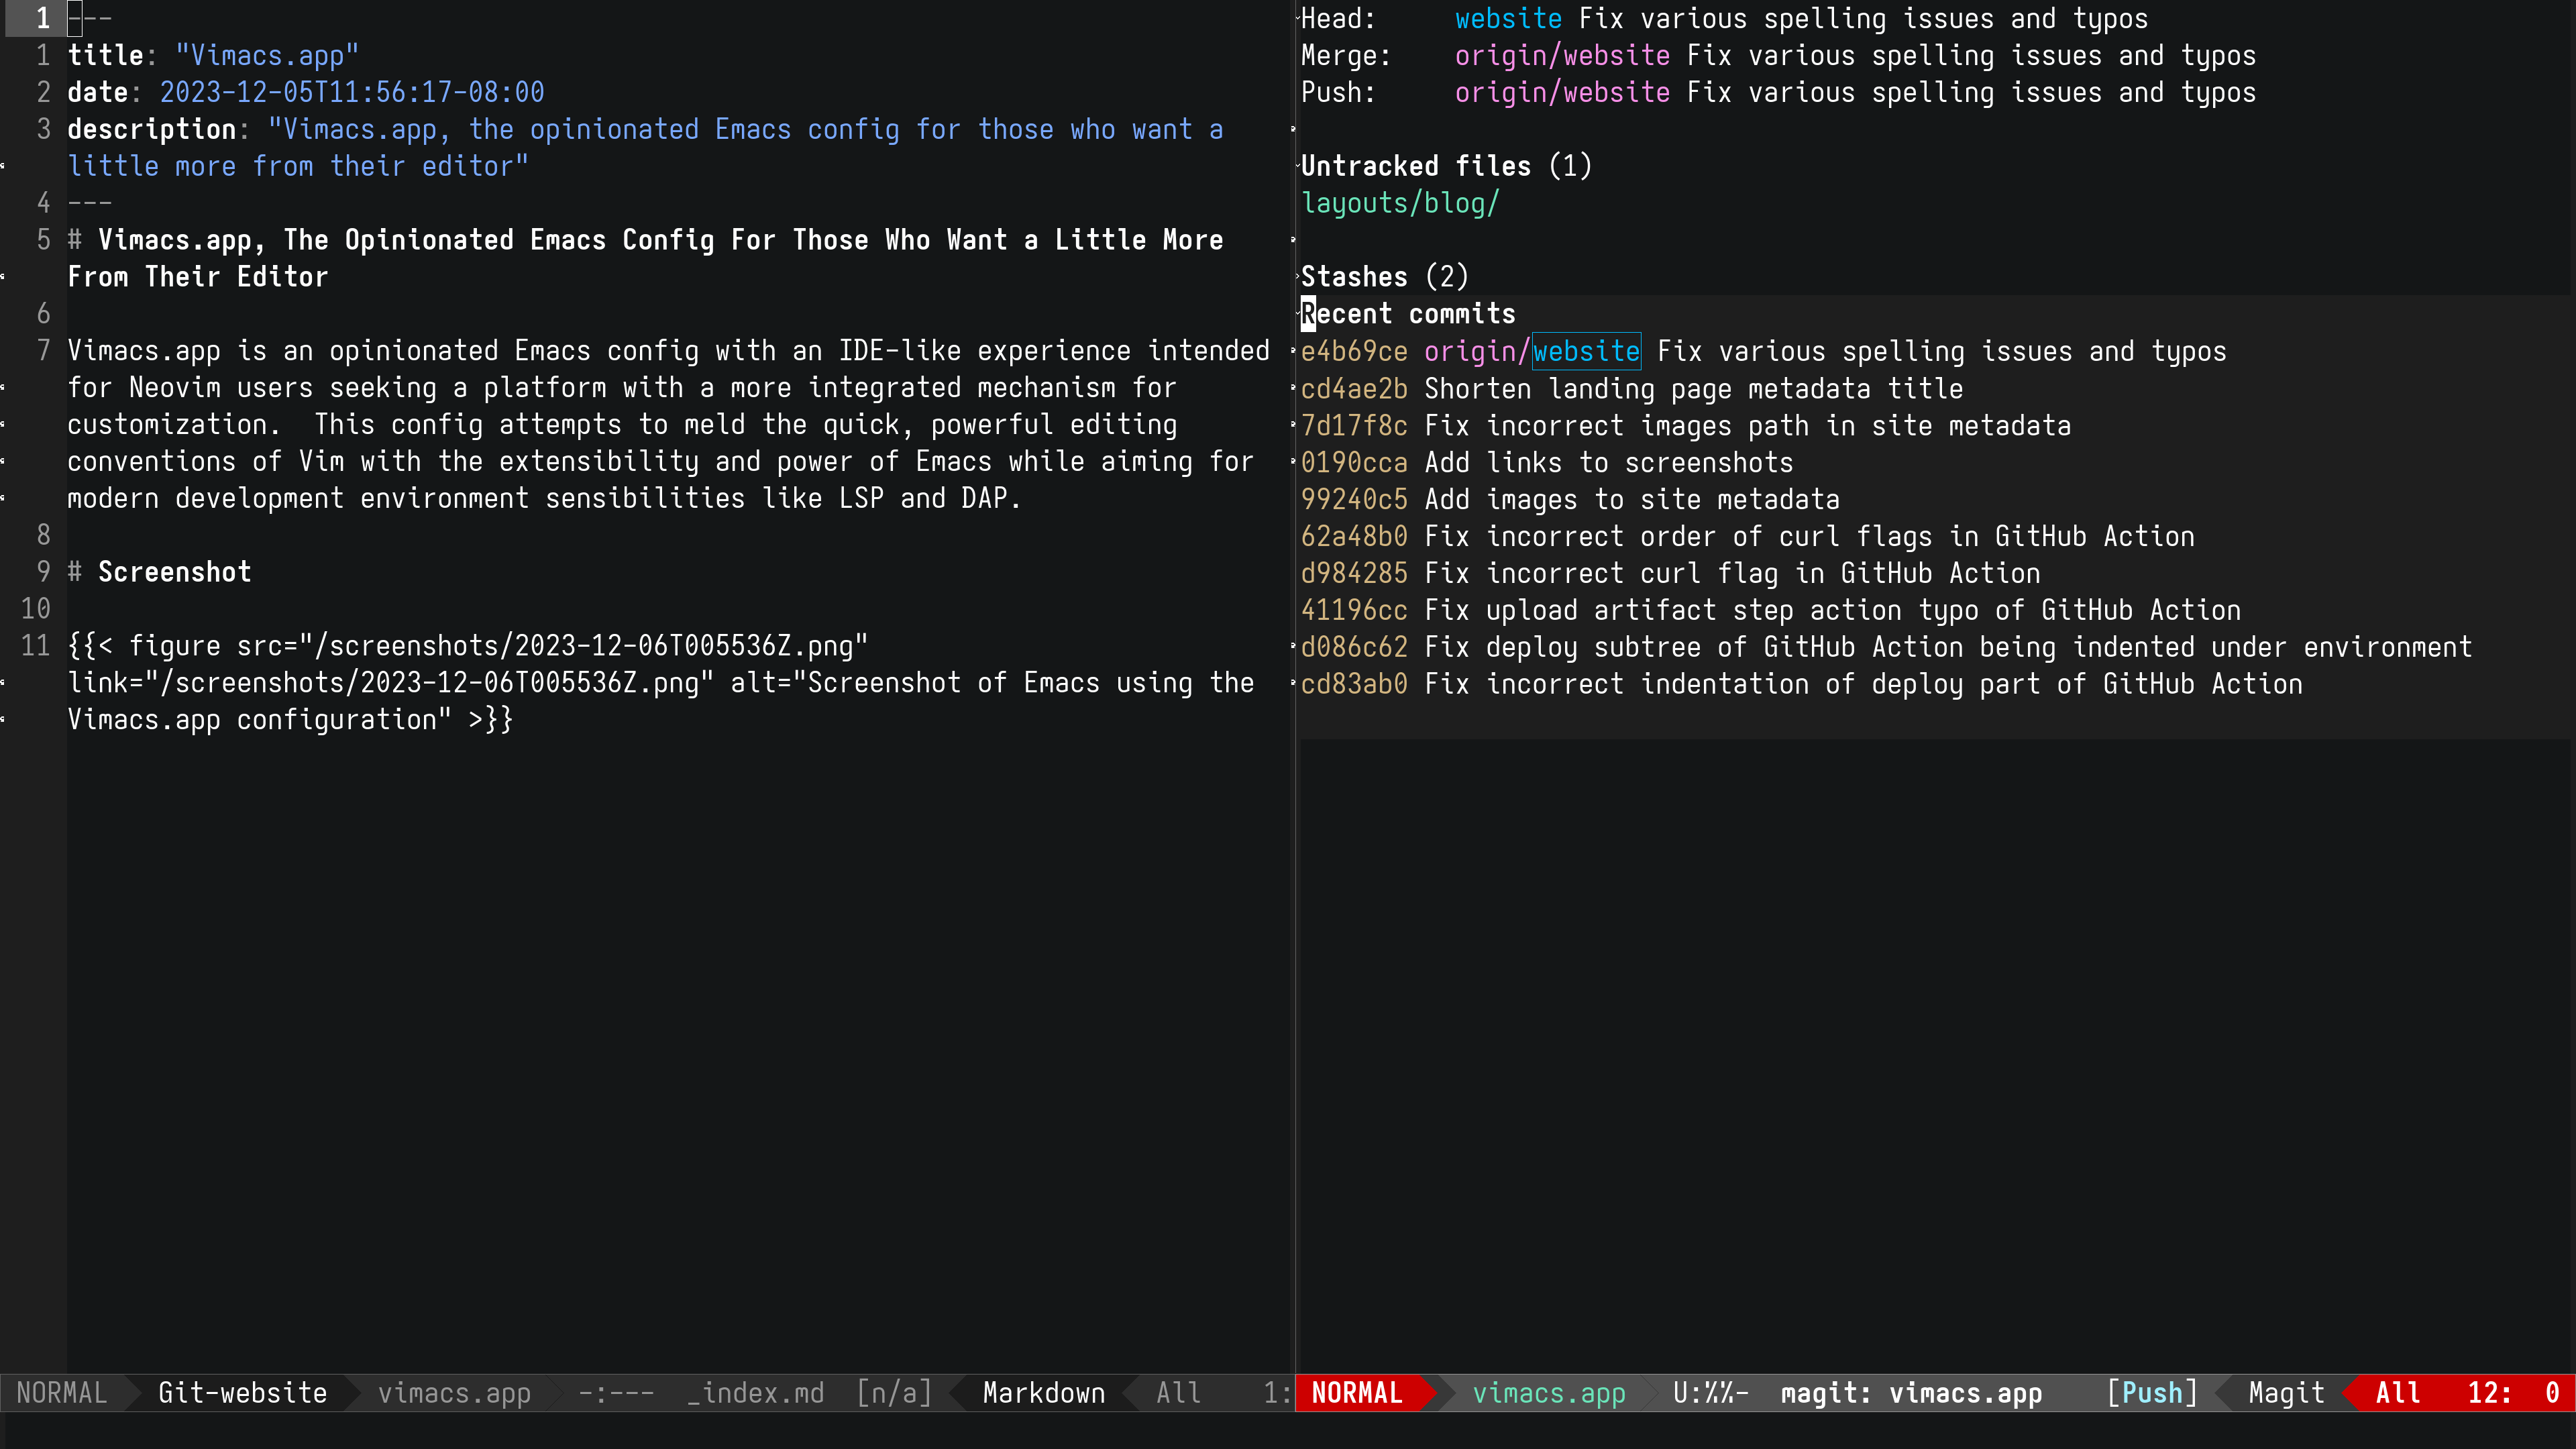 1 ---
1 title: "Vimacs.app"
2 date: 2023-12-05T11:56:17-08:00
3 description: "Vimacs.app, the opinionated Emacs config for those who want a
little more from their editor"
4 ---
5 # Vimacs.app, The Opinionated Emacs Config For Those Who Want a Little More
From Their Editor
6
7 Vimacs.app is an opinionated Emacs config with an IDE-like experience intended
for Neovim users seeking a platform with a more integrated mechanism for
customization.  This config attempts to meld the quick, powerful editing
conventions of Vim with the extensibility and power of Emacs while aiming for
modern development environment sensibilities like LSP and DAP.
8
9 # Screenshot
10
11 {{< figure src="/screenshots/2023-12-06T005536Z.png"
link="/screenshots/2023-12-06T005536Z.png" alt="Screenshot of Emacs using the
Vimacs.app configuration" >}}
NORMAL Git-website vimacs.app -:--- _index.md [n/a] Markdown All 1:
Head: website Fix various spelling issues and typos
Merge: origin/website Fix various spelling issues and typos
Push: origin/website Fix various spelling issues and typos
Untracked files (1)
layouts/blog/
Stashes (2)
Recent commits
e4b69ce origin/website Fix various spelling issues and typos
cd4ae2b Shorten landing page metadata title
7d17f8c Fix incorrect images path in site metadata
0190cca Add links to screenshots
99240c5 Add images to site metadata
62a48b0 Fix incorrect order of curl flags in GitHub Action
d984285 Fix incorrect curl flag in GitHub Action
41196cc Fix upload artifact step action typo of GitHub Action
d086c62 Fix deploy subtree of GitHub Action being indented under environment
cd83ab0 Fix incorrect indentation of deploy part of GitHub Action
NORMAL vimacs.app U:%%- magit: vimacs.app [Push] Magit All 12: 0